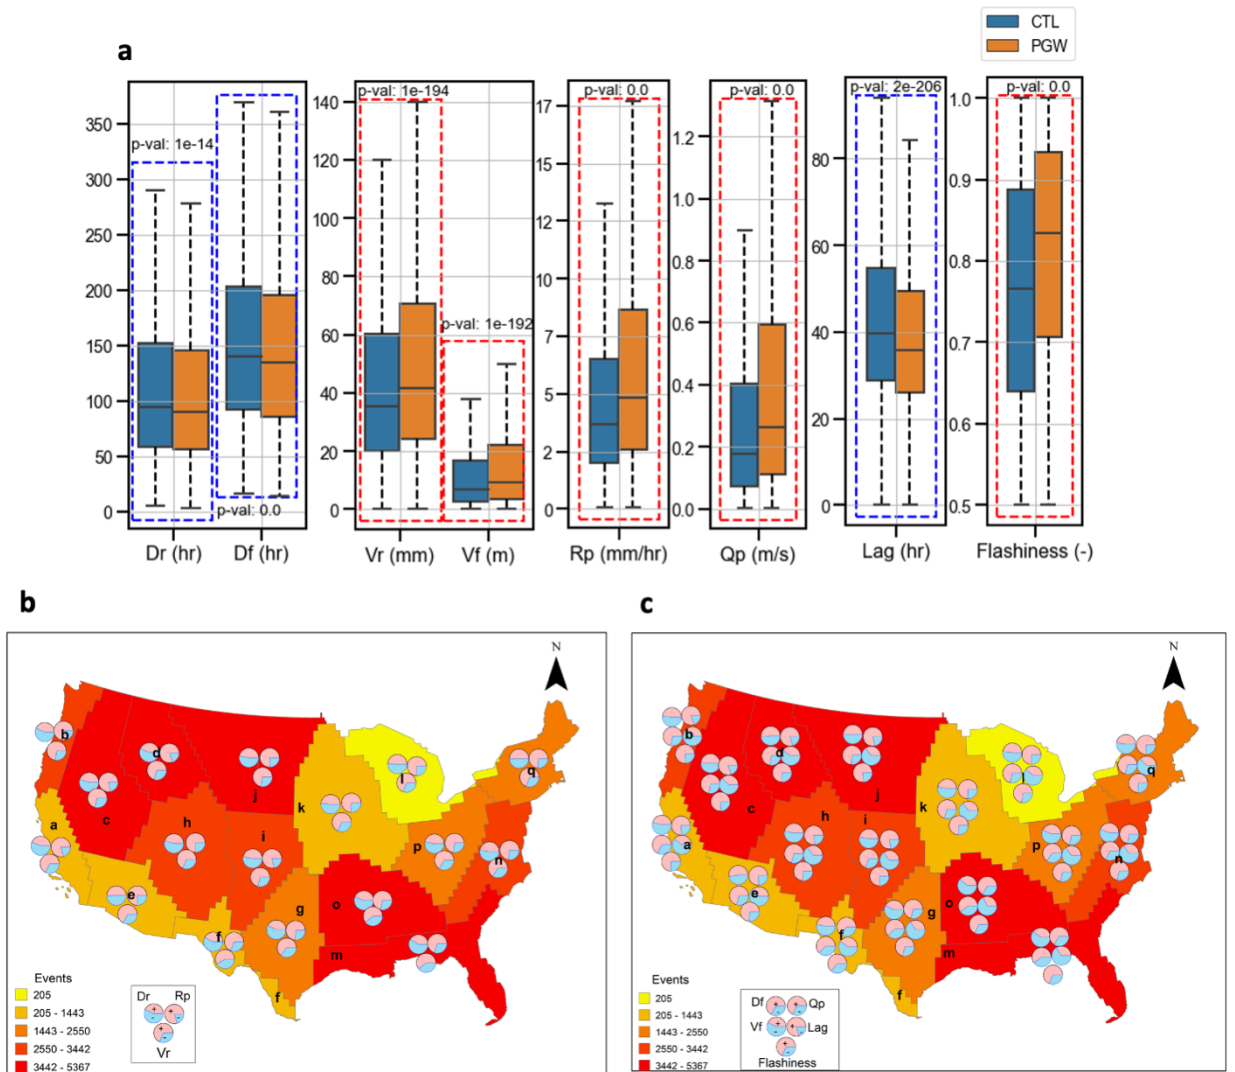 CTL
PGW
a
p-val: 1e-14
p-val: 0.0
350
300
250
200
150
100
50
0
Dr (hr)
Df (hr)
p-val: 1e-194
p-val: 1e-192
140
120
100
80
60
40
20
0
Vr (mm)
Vf (m)
p-val: 0.0
17
15
12
10
7
5
2
0
Rp (mm/hr)
p-val: 0.0
1.2
1.0
0.8
0.6
0.4
0.2
0.0
Qp (m/s)
p-val: 2e-206
80
60
40
20
0
Lag (hr)
p-val: 0.0
1.0
0.9
0.8
0.7
0.6
0.5
Flashiness (-)
b
N
b
d
j
c
a
h
i
k
l
q
p
n
e
f
g
o
m
f
Events
205
205 - 1443
1443 - 2550
2550 - 3442
3442 - 5367
Dr Rp
+ +
- -
+
-
Vr
c
N
b
d
j
c
a
h
i
k
l
q
p
n
e
f
g
o
m
f
Events
205
205 - 1443
1443 - 2550
2550 - 3442
3442 - 5367
Df + + Qp
- -
Vf + + Lag
- -
+
-
Flashiness